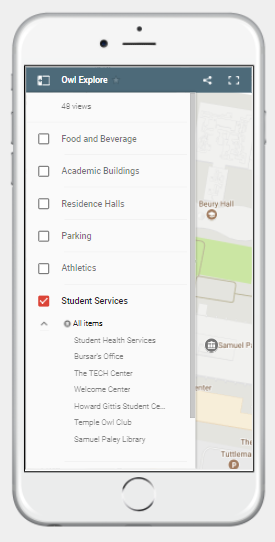 Owl Explore
48 views
Food and Beverage
Academic Buildings
Residence Halls
Parking
Athletics
Student Services
All items
Student Health Services
Bursar's Office
The TECH Center
Welcome Center
Howard Gittis Student Ce...
Temple Owl Club
Samuel Paley Library
Beury Hall
Samuel Pa
enter
The
Tuttlema
P